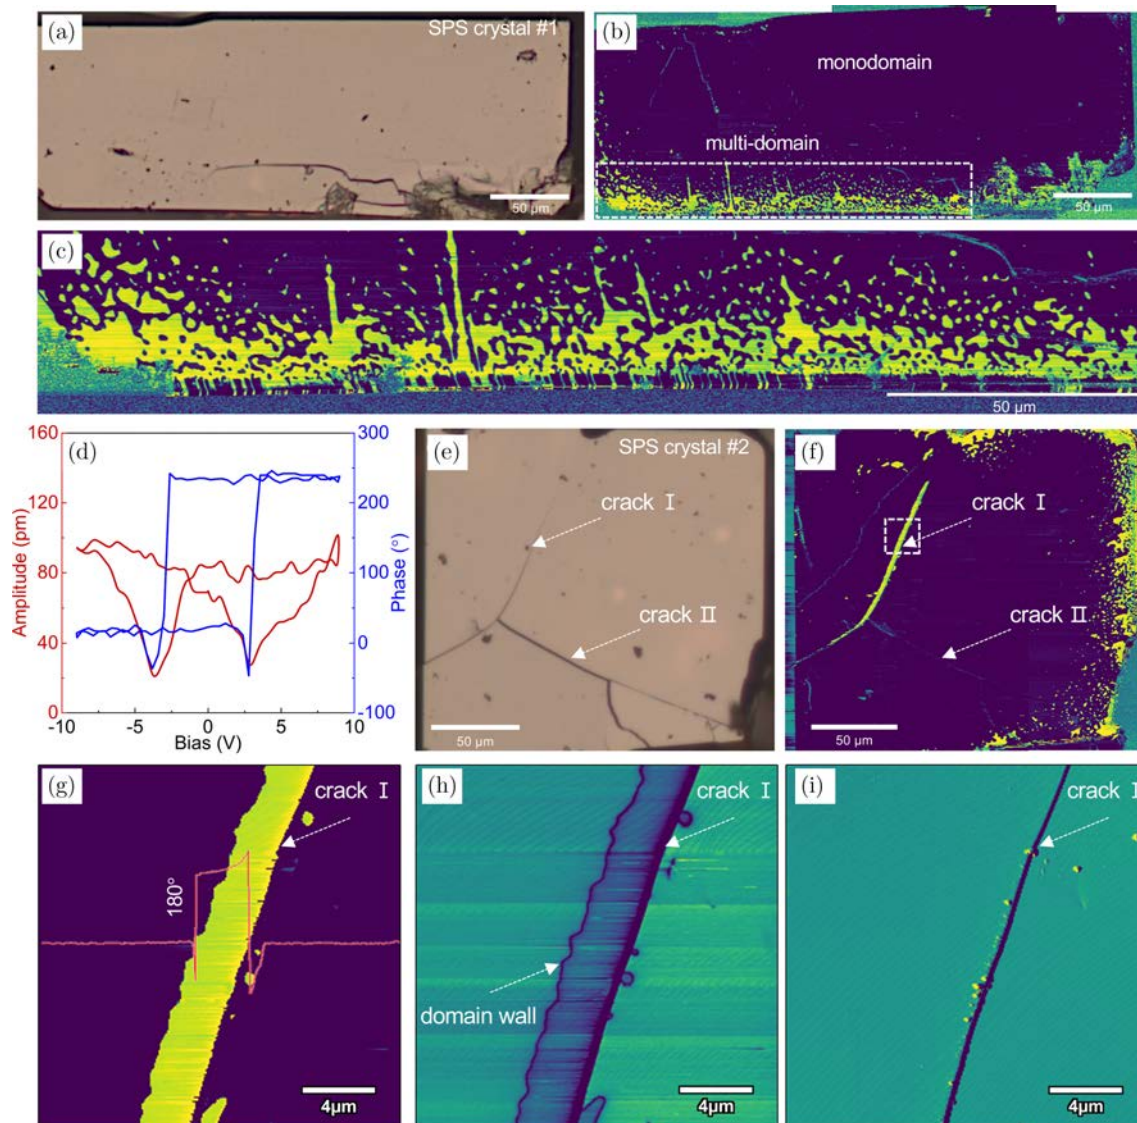 (a)
SPS crystal #1
50 μm
(b)
monodomain
multi-domain
50 μm
(c)
50 μm
(d)
160
120
80
40
0
Amplitude (pm)
300
200
100
0
-100
Phase (°)
-10
-5
0
5
10
Bias (V)
(e)
SPS crystal #2
crack I
crack II
50 μm
(f)
crack I
crack II
50 μm
(g)
crack I
180°
4μm
(h)
crack I
domain wall
4μm
(i)
crack I
4μm